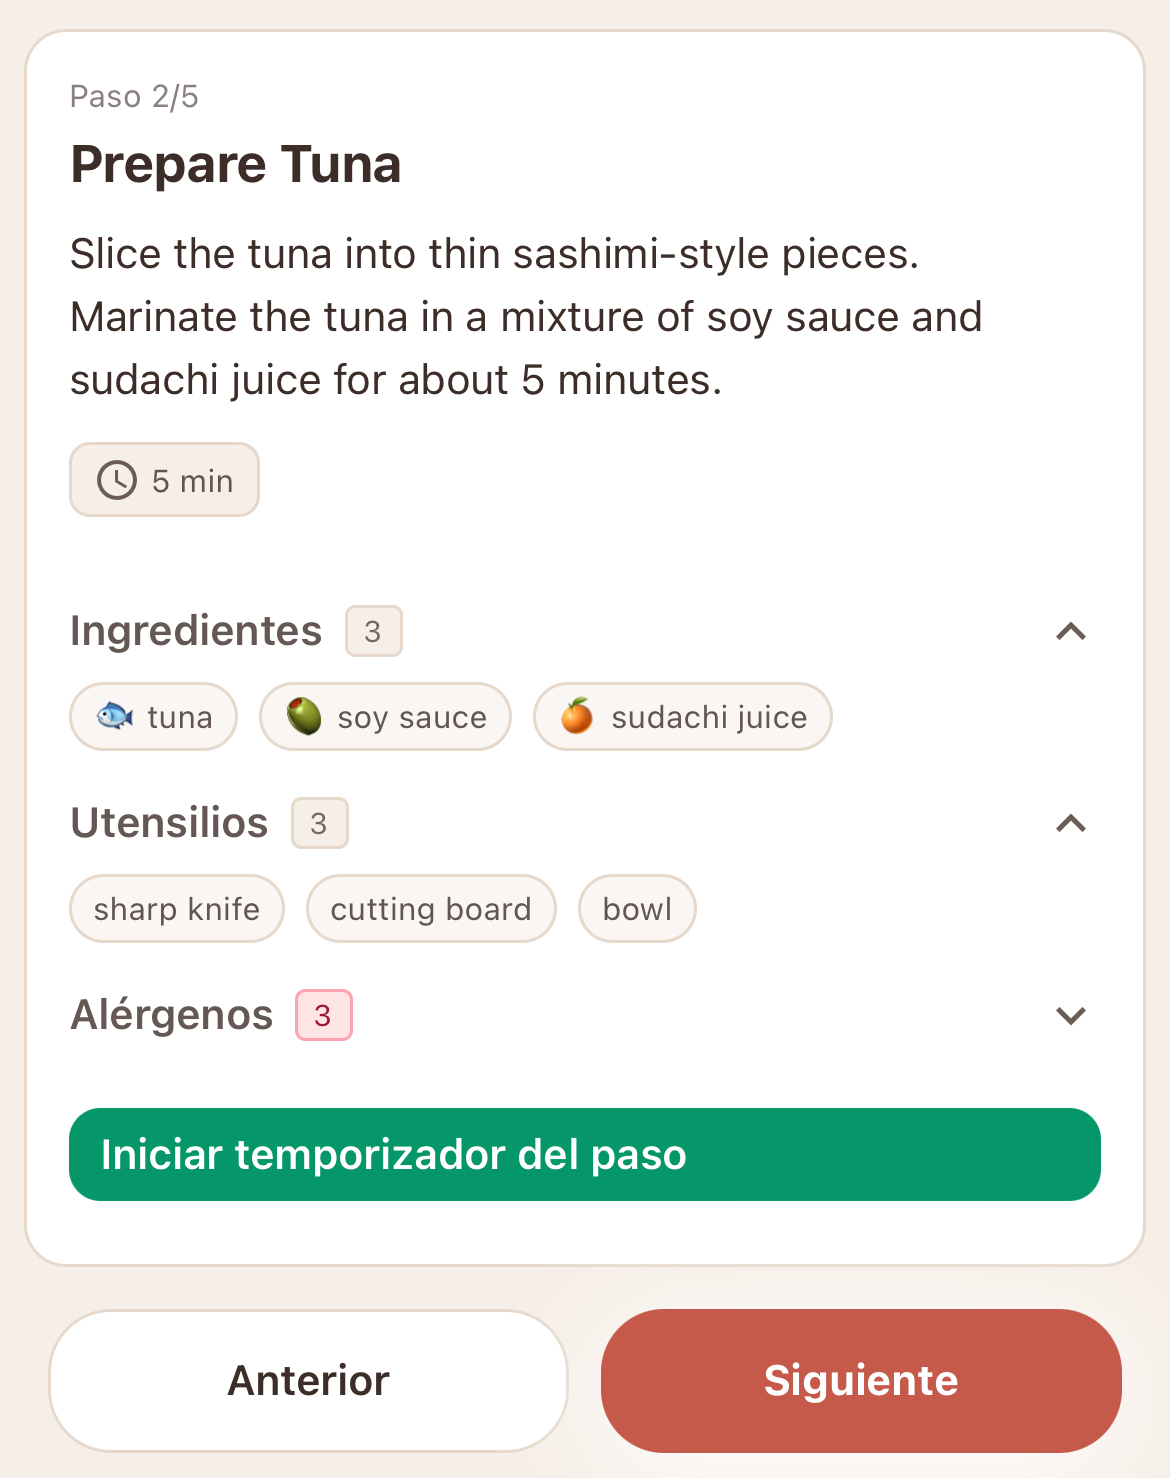 Paso 2/5
Prepare Tuna
Slice the tuna into thin sashimi-style pieces.
Marinate the tuna in a mixture of soy sauce and
sudachi juice for about 5 minutes.
5 min
Ingredientes 3
tuna soy sauce sudachi juice
Utensilios 3
sharp knife cutting board bowl
Alérgenos 3
Iniciar temporizador del paso
Anterior Siguiente